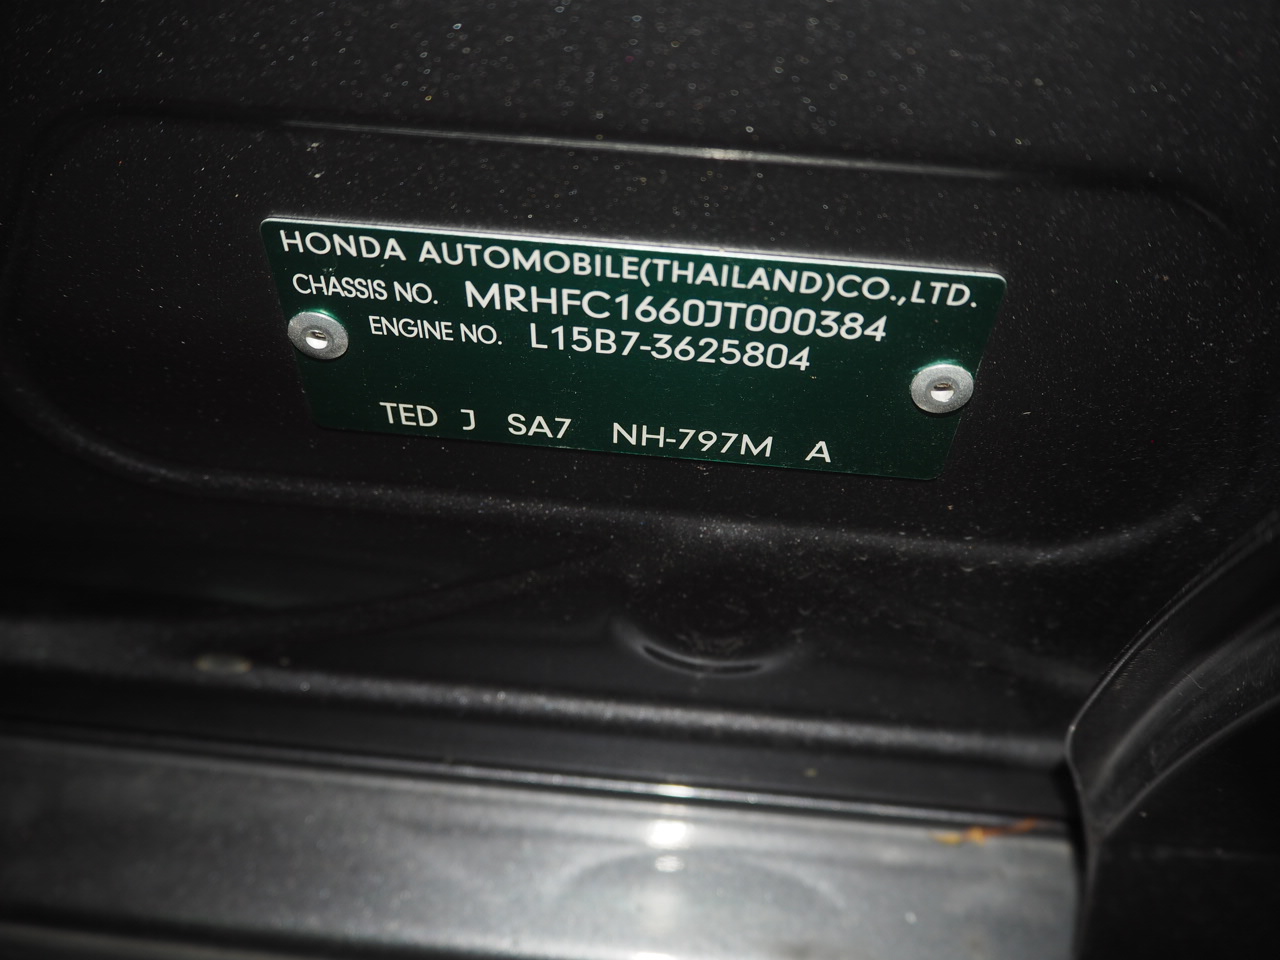 HONDA AUTOMOBILE(THAILAND)CO.,LTD.
CHASSIS NO. MRHFC1660JT000384
ENGINE NO. L15B7-3625804
TED J SA7 NH-797M A